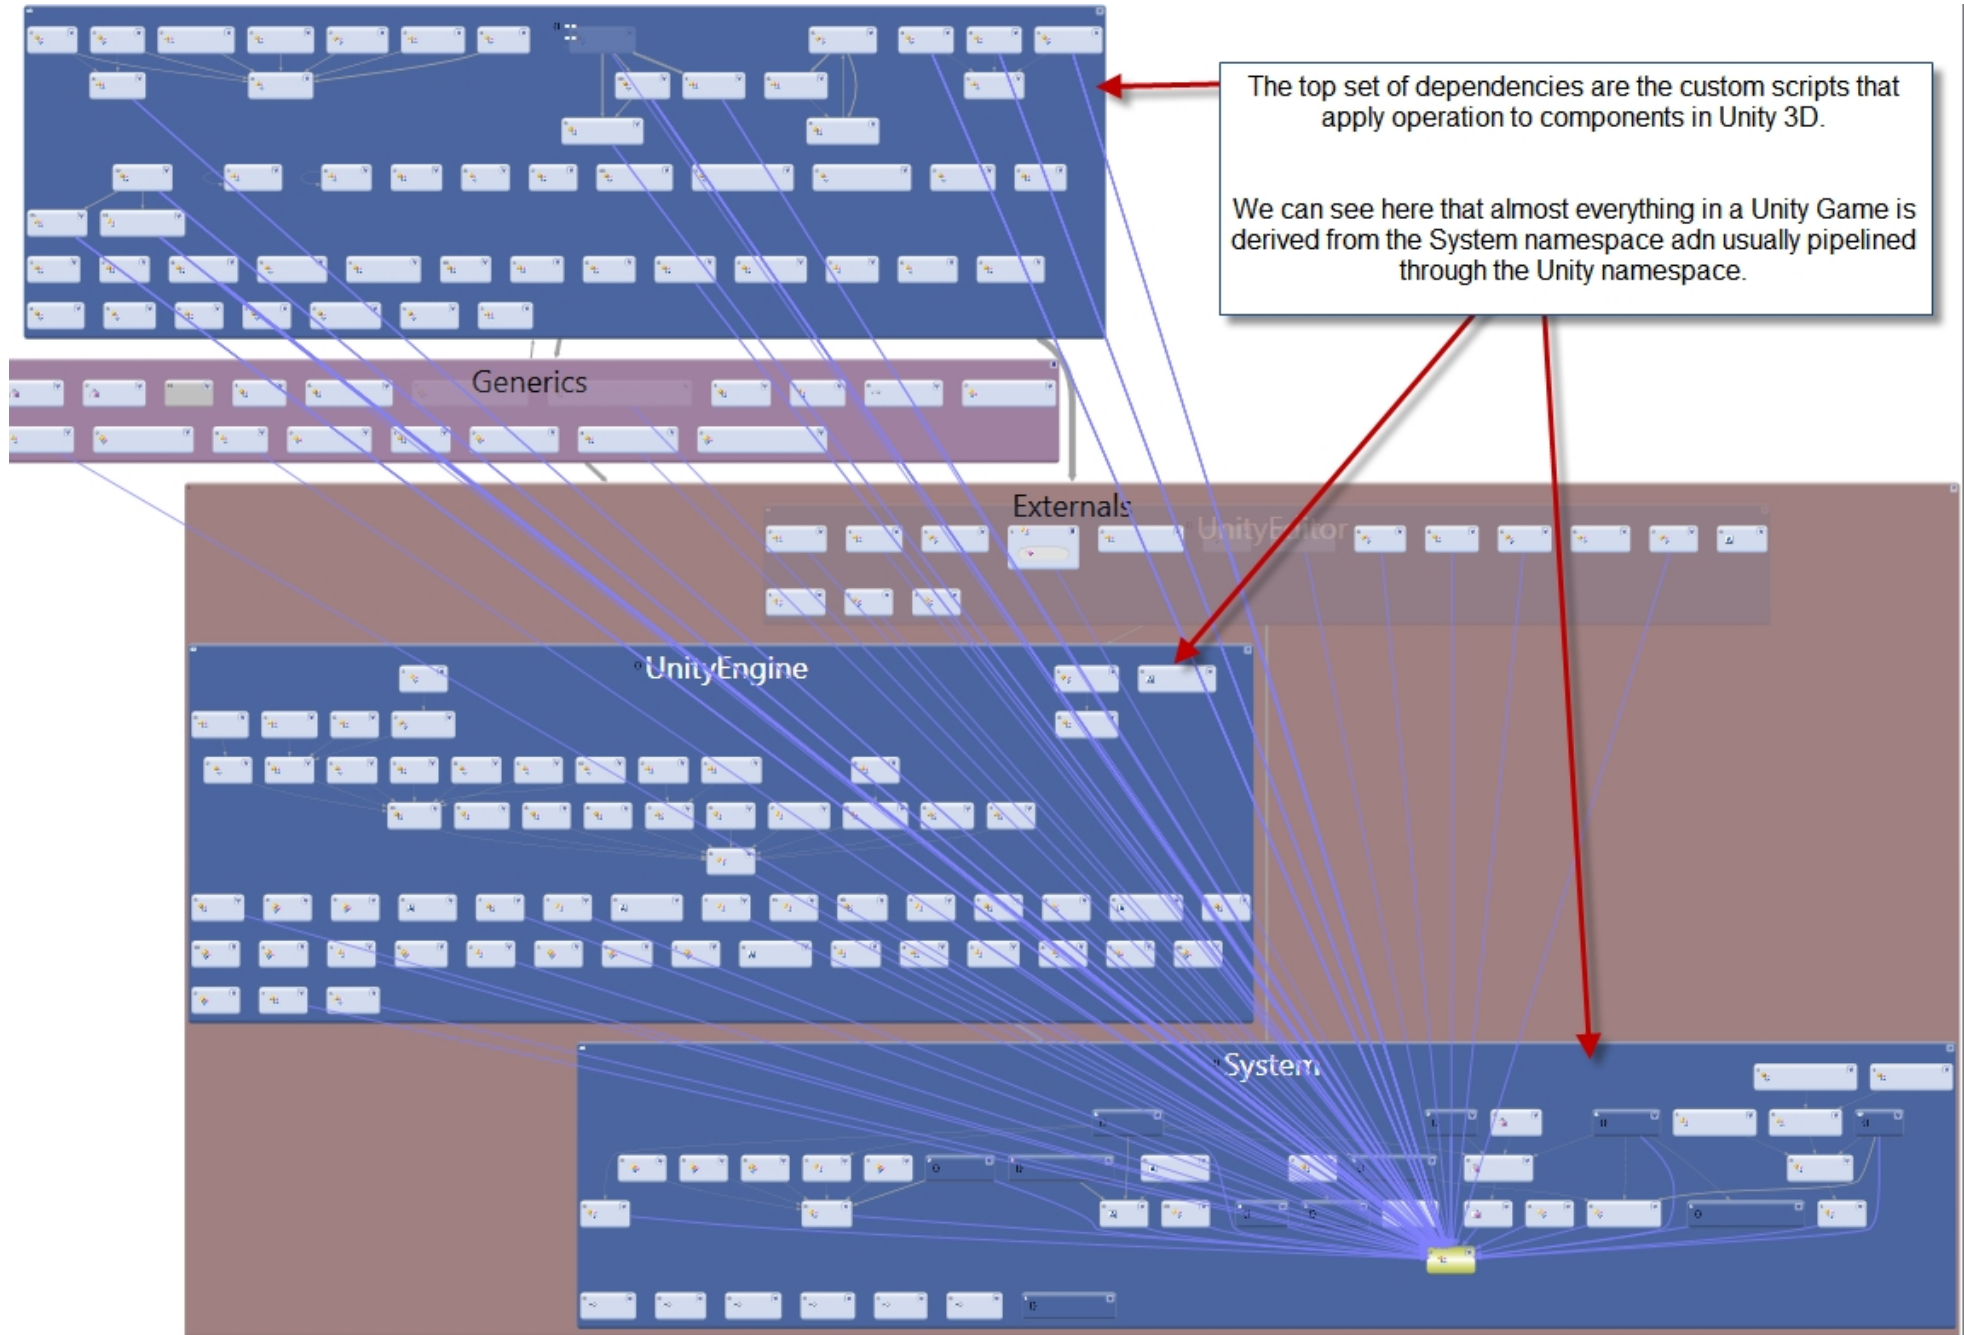 The top set of dependencies are the custom scripts that
apply operation to components in Unity 3D.
We can see here that almost everything in a Unity Game is
derived from the System namespace adn usually pipelined
through the Unity namespace.
Generics
Externals
UnityEditor
UnityEngine
System